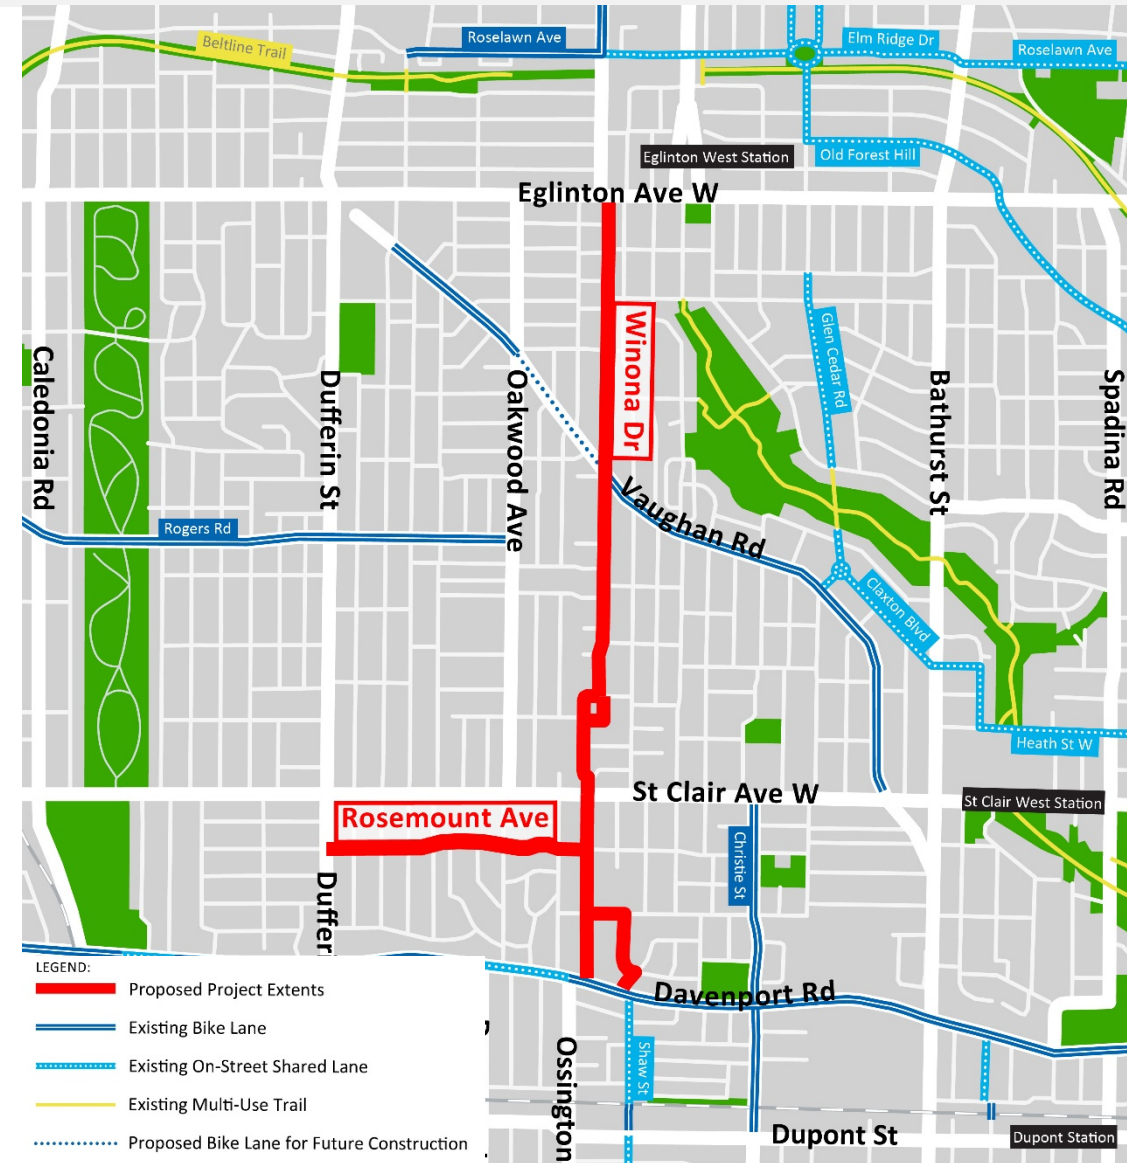 Roselawn Ave
Elm Ridge Dr
Beltline Trail
Roselawn Ave
Eglinton West Station
Old Forest Hill
Eglinton Ave W
Winona Dr
Glen Cedar Rd
Caledonia Rd
Dufferin St
Oakwood Ave
Bathurst St
Spadina Rd
Rogers Rd
Vaughan Rd
Claxton Blvd
Heath St W
St Clair Ave W
St Clair West Station
Rosemount Ave
Christie St
Duffer
LEGEND:
Proposed Project Extents
Existing Bike Lane
Existing On-Street Shared Lane
Existing Multi-Use Trail
Proposed Bike Lane for Future Construction
Davenport Rd
Ossington
Shaw St
Dupont St
Dupont Station